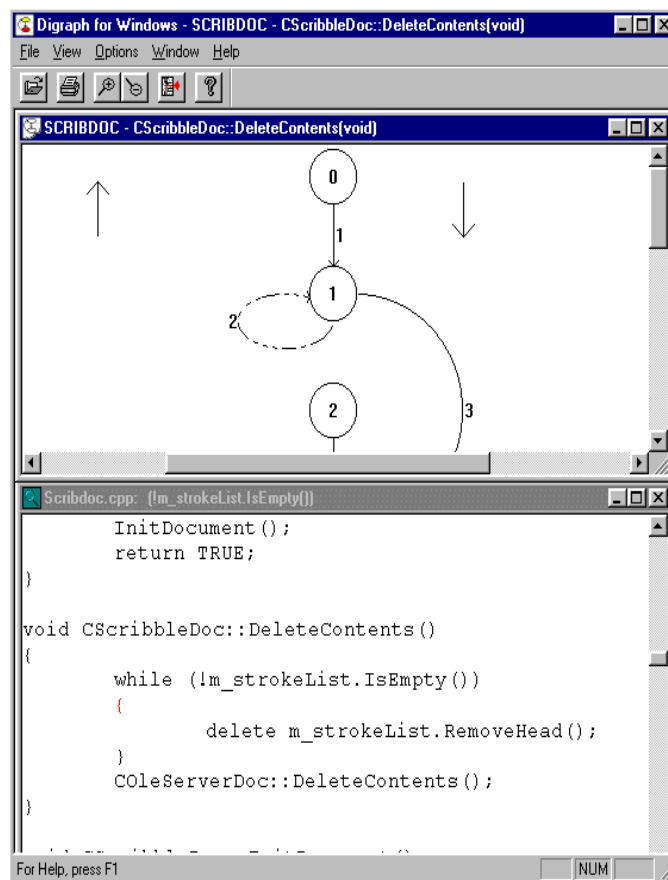 Digraph for Windows - SCRIBDOC - CScribbleDoc::DeleteContents(void)
File View Options Window Help
SCRIBDOC - CScribbleDoc::DeleteContents(void)
0
1
1
2
2
3
Scribdoc.cpp: (!m_strokeList.IsEmpty())
InitDocument();
return TRUE;
}
void CScribbleDoc::DeleteContents()
{
while (!m_strokeList.IsEmpty())
{
delete m_strokeList.RemoveHead();
}
COleServerDoc::DeleteContents();
}
For Help, press F1
NUM